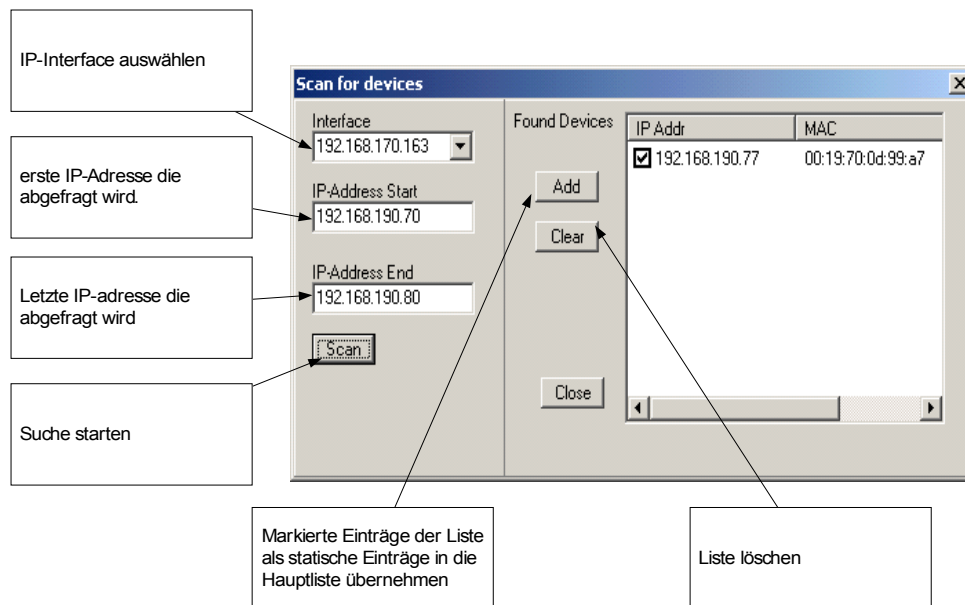 IP-Interface auswählen
erste IP-Adresse die
abgefragt wird.
Letzte IP-adresse die
abgefragt wird
Suche starten
Scan for devices
Interface
192.168.170.163
IP-Address Start
192.168.190.70
IP-Address End
192.168.190.80
Scan
Found Devices
Add
Clear
Close
IP Addr MAC
192.168.190.77 00:19:70:0d:99:a7
Markierte Einträge der Liste
als statische Einträge in die
Hauptliste übernehmen
Liste löschen